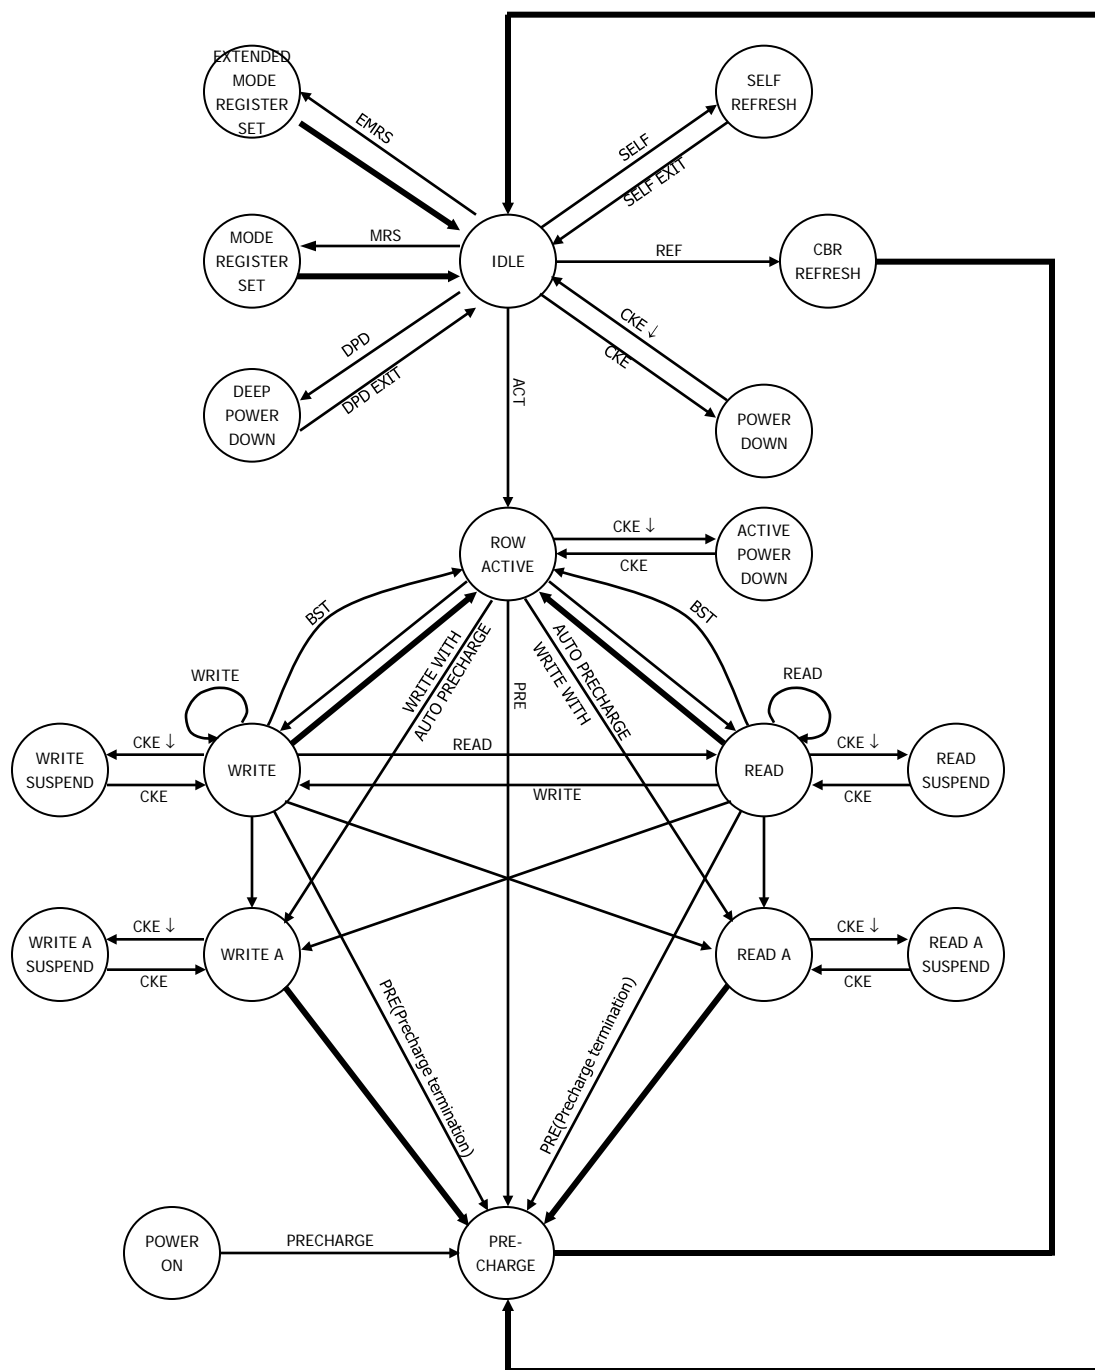 EXTENDED
MODE
REGISTER
SET
EMRS
SELF
REFRESH
SELF
SELF EXIT
MODE
REGISTER
SET
MRS
IDLE
REF
CBR
REFRESH
DPD
DPD EXIT
CKE ↓
CKE
DEEP
POWER
DOWN
ACT
POWER
DOWN
ROW
ACTIVE
CKE ↓
CKE
ACTIVE
POWER
DOWN
BST
WRITE WITH
AUTO PRECHARGE
PRE
AUTO PRECHARGE
WRITE WITH
BST
WRITE
READ
WRITE
SUSPEND
CKE ↓
CKE
WRITE
READ
WRITE
READ
CKE ↓
CKE
READ
SUSPEND
WRITE A
SUSPEND
CKE ↓
CKE
WRITE A
READ A
CKE ↓
CKE
READ A
SUSPEND
PRE(Precharge termination)
PRE(Precharge termination)
POWER
ON
PRECHARGE
PRE-
CHARGE